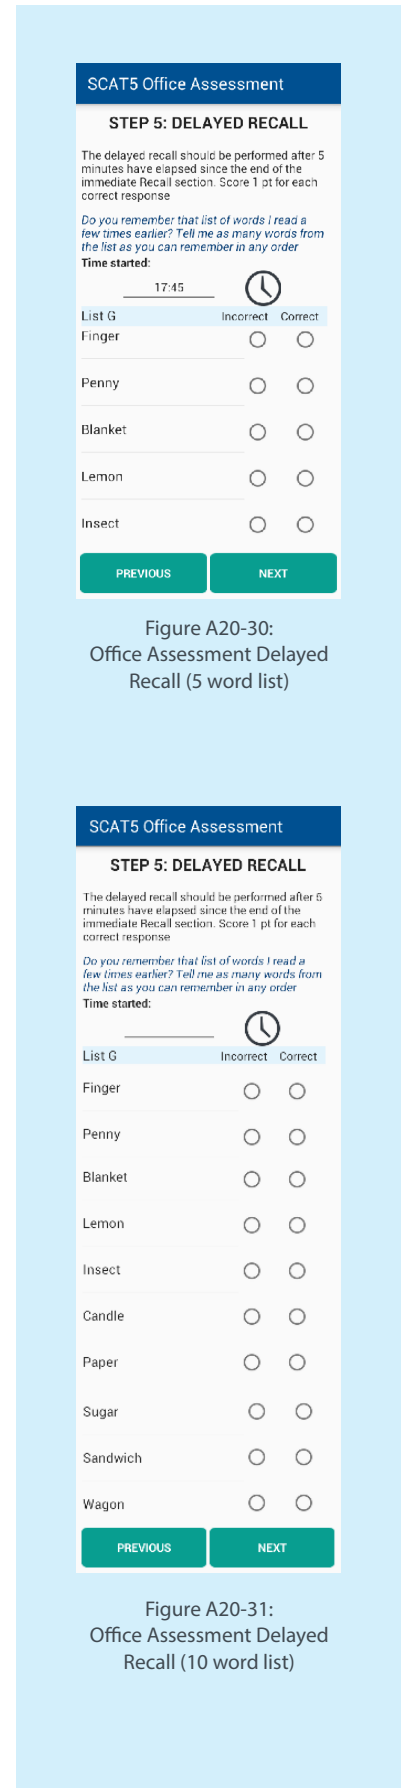 SCAT5 Office Assessment
STEP 5: DELAYED RECALL
The delayed recall should be performed after 5
minutes have elapsed since the end of the
immediate Recall section. Score 1 pt for each
correct response
Do you remember that list of words I read a
few times earlier? Tell me as many words from
the list as you can remember in any order
Time started:
17:45
List G Incorrect Correct
Finger
Penny
Blanket
Lemon
Insect
PREVIOUS NEXT
Figure A20-30:
Office Assessment Delayed
Recall (5 word list)
SCAT5 Office Assessment
STEP 5: DELAYED RECALL
The delayed recall should be performed after 5
minutes have elapsed since the end of the
immediate Recall section. Score 1 pt for each
correct response
Do you remember that list of words I read a
few times earlier? Tell me as many words from
the list as you can remember in any order
Time started:
List G Incorrect Correct
Finger
Penny
Blanket
Lemon
Insect
Candle
Paper
Sugar
Sandwich
Wagon
PREVIOUS NEXT
Figure A20-31:
Office Assessment Delayed
Recall (10 word list)